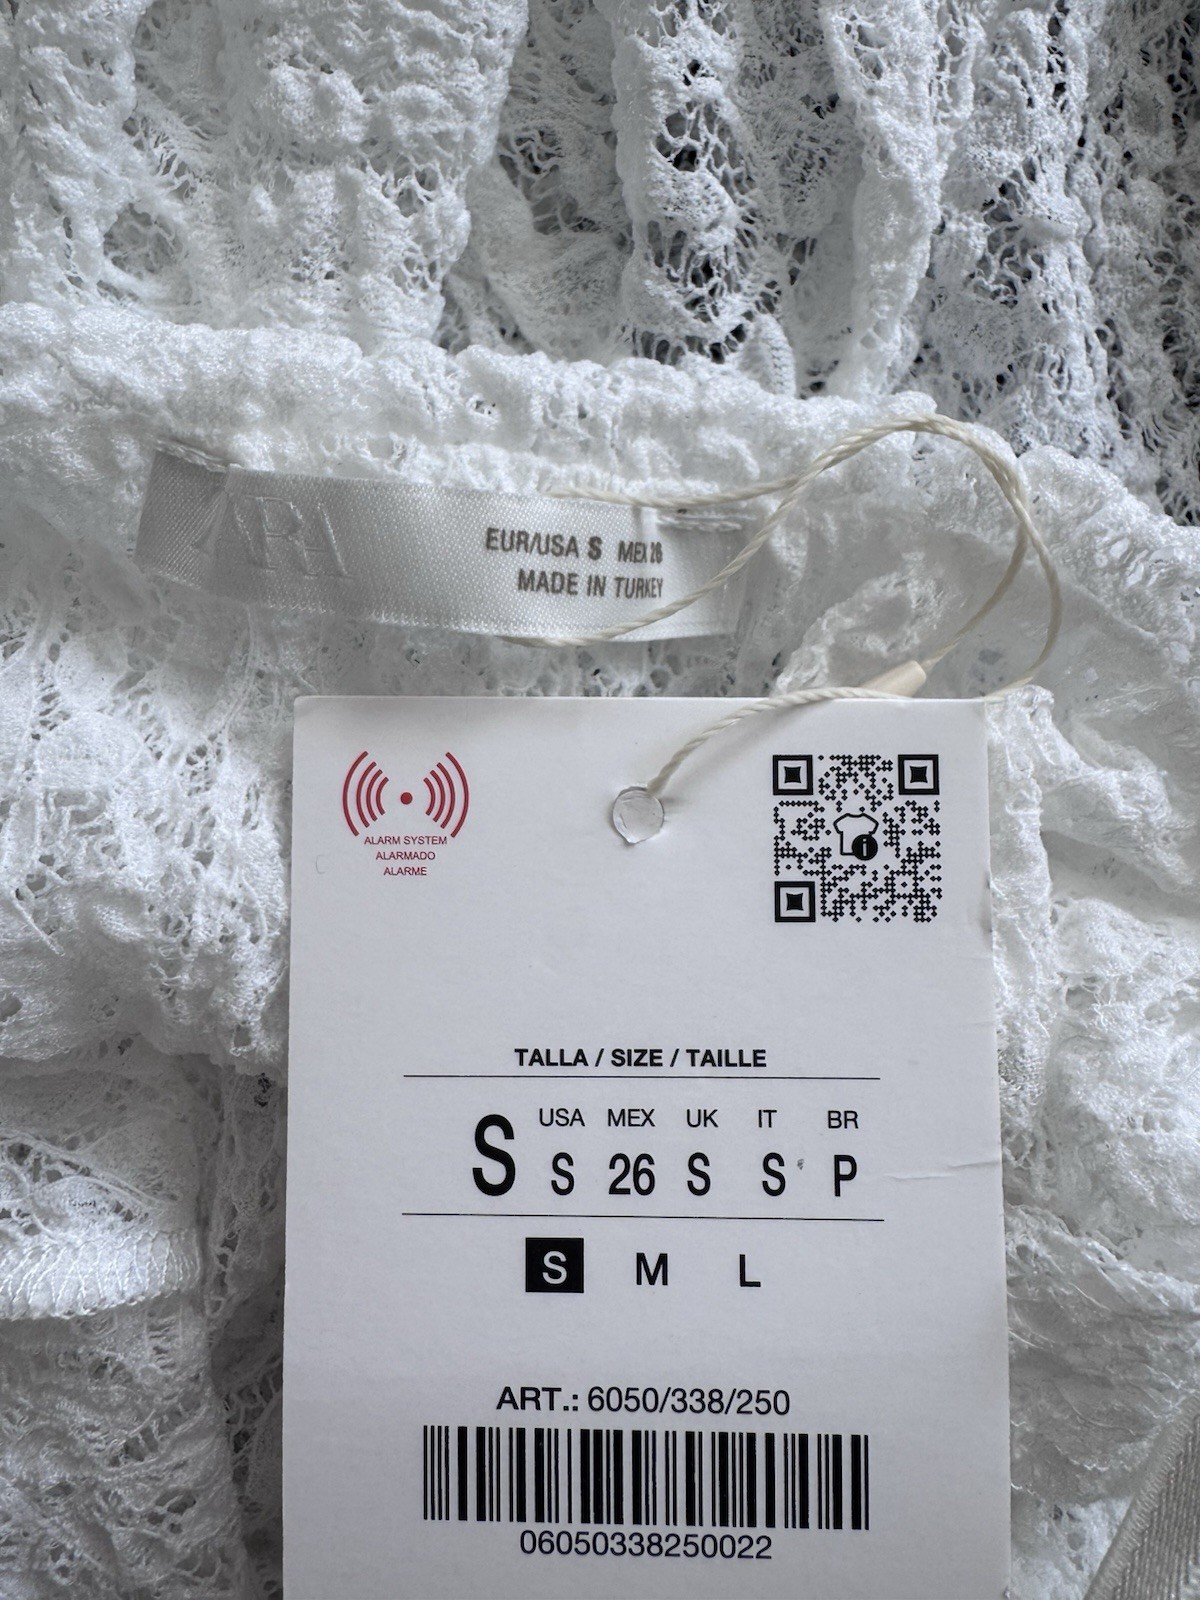 ZARA
EUR/USA S MEX 26
MADE IN TURKEY
ALARM SYSTEM
ALARMADO
ALARME
TALLA / SIZE / TAILLE
USA MEX UK IT BR
S S 26 S S P
S M L
ART.: 6050/338/250
06050338250022